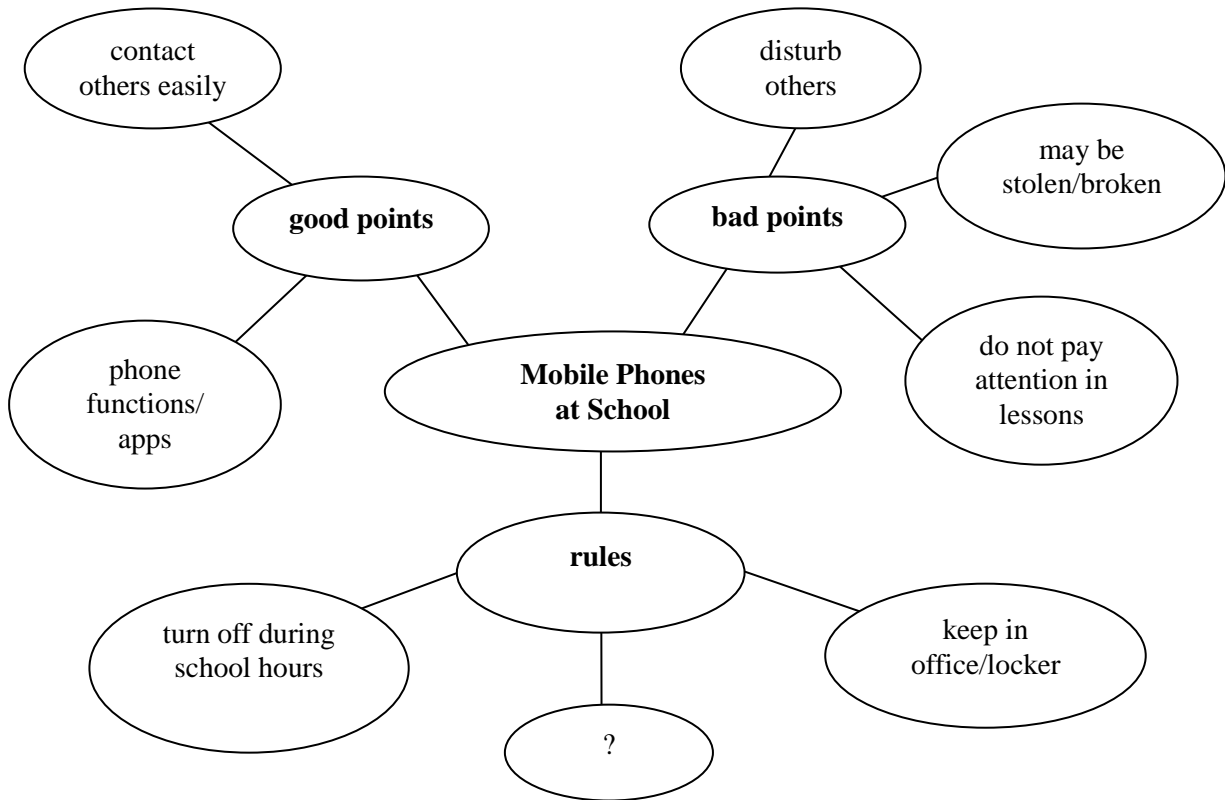 contact
others easily
good points
phone
functions/
apps
disturb
others
may be
stolen/broken
bad points
do not pay
attention in
lessons
Mobile Phones
at School
rules
turn off during
school hours
?
keep in
office/locker